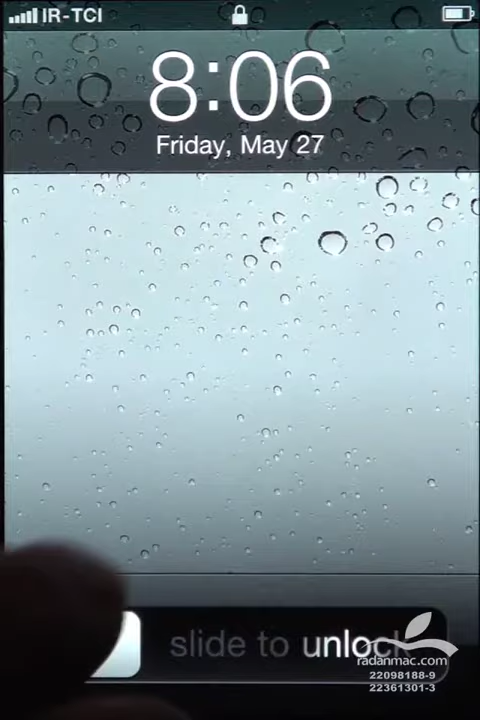 IR-TCI
8:06
Friday, May 27
slide to unlock
radanmac.com
22098188-9
22361301-3